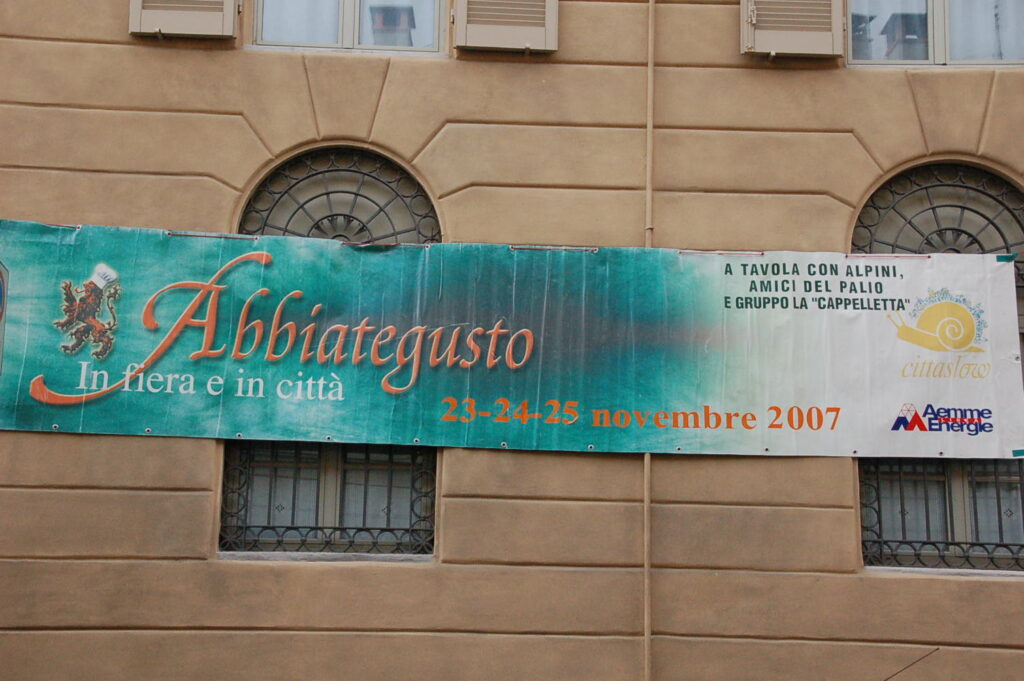 Abbiategusto
In fiera e in città
23-24-25 novembre 2007
A TAVOLA CON ALPINI,
AMICI DEL PALIO
E GRUPPO LA "CAPPELLETTA"
cittaslow
Aemme
Energie